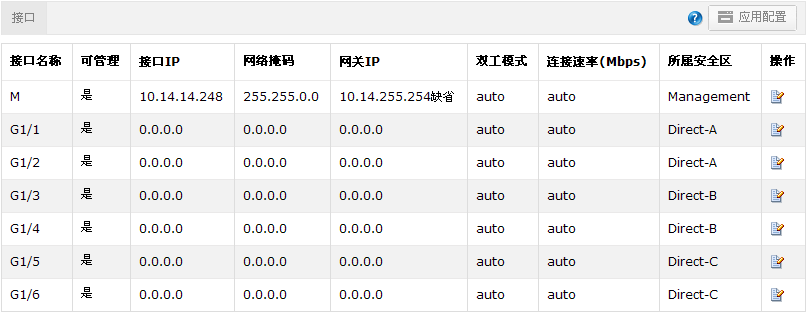 接口 应用配置
接口名称 可管理 接口IP 网络掩码 网关IP 双工模式 连接速率(Mbps) 所属安全区 操作
M 是 10.14.14.248 255.255.0.0 10.14.255.254缺省 auto auto Management
G1/1 是 0.0.0.0 0.0.0.0 0.0.0.0 auto auto Direct-A
G1/2 是 0.0.0.0 0.0.0.0 0.0.0.0 auto auto Direct-A
G1/3 是 0.0.0.0 0.0.0.0 0.0.0.0 auto auto Direct-B
G1/4 是 0.0.0.0 0.0.0.0 0.0.0.0 auto auto Direct-B
G1/5 是 0.0.0.0 0.0.0.0 0.0.0.0 auto auto Direct-C
G1/6 是 0.0.0.0 0.0.0.0 0.0.0.0 auto auto Direct-C